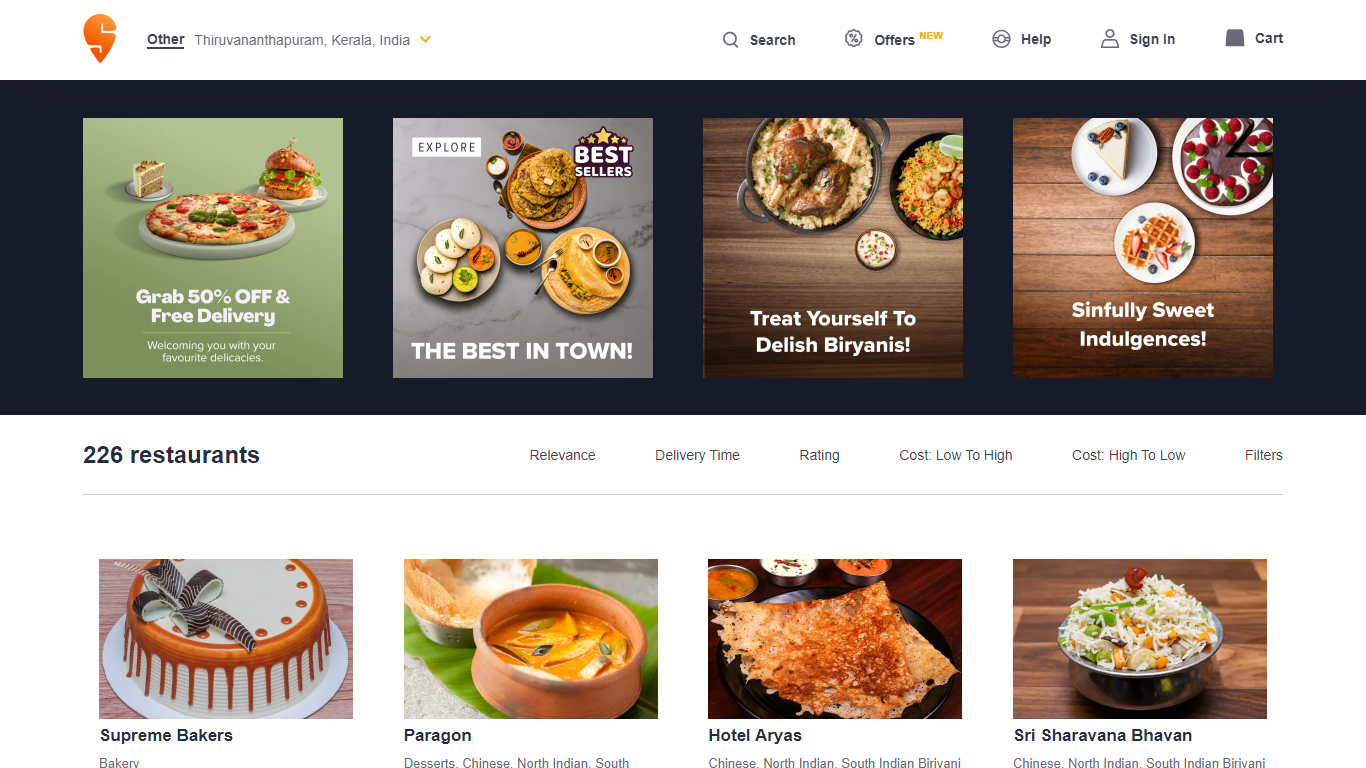 Other Thiruvananthapuram, Kerala, India
Search
Offers NEW
Help
Sign In
Cart
Grab 50% OFF &
Free Delivery
Welcoming you with your
favourite delicacies.
EXPLORE
BEST
SELLERS
THE BEST IN TOWN!
Treat Yourself To
Delish Biryanis!
Sinfully Sweet
Indulgences!
226 restaurants
Relevance
Delivery Time
Rating
Cost: Low To High
Cost: High To Low
Filters
Supreme Bakers
Bakery
Paragon
Desserts, Chinese, North Indian, South
Hotel Aryas
Chinese, North Indian, South Indian Biriyani
Sri Sharavana Bhavan
Chinese, North Indian, South Indian Biriyani